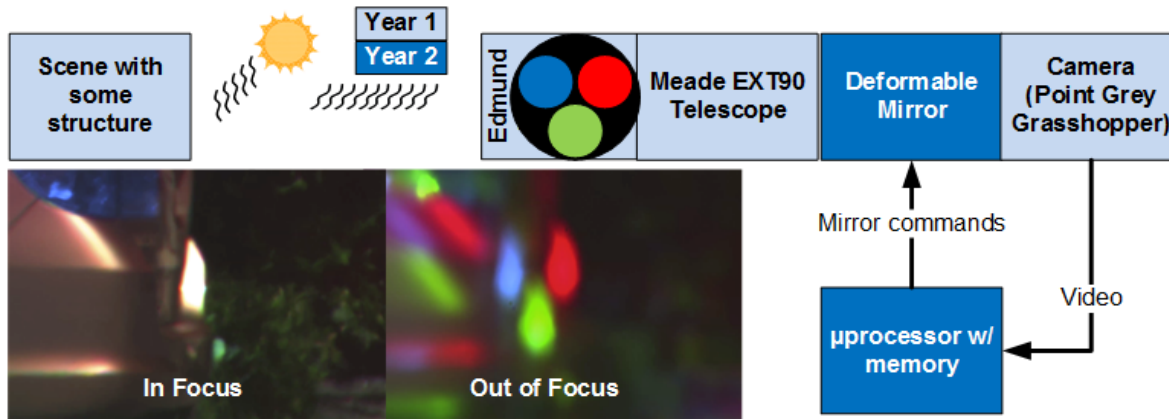 Scene with
some
structure
Year 1
Year 2
Edmund
Meade EXT90
Telescope
Deformable
Mirror
Camera
(Point Grey
Grasshopper)
Mirror commands
Video
µprocessor w/
memory
In Focus
Out of Focus